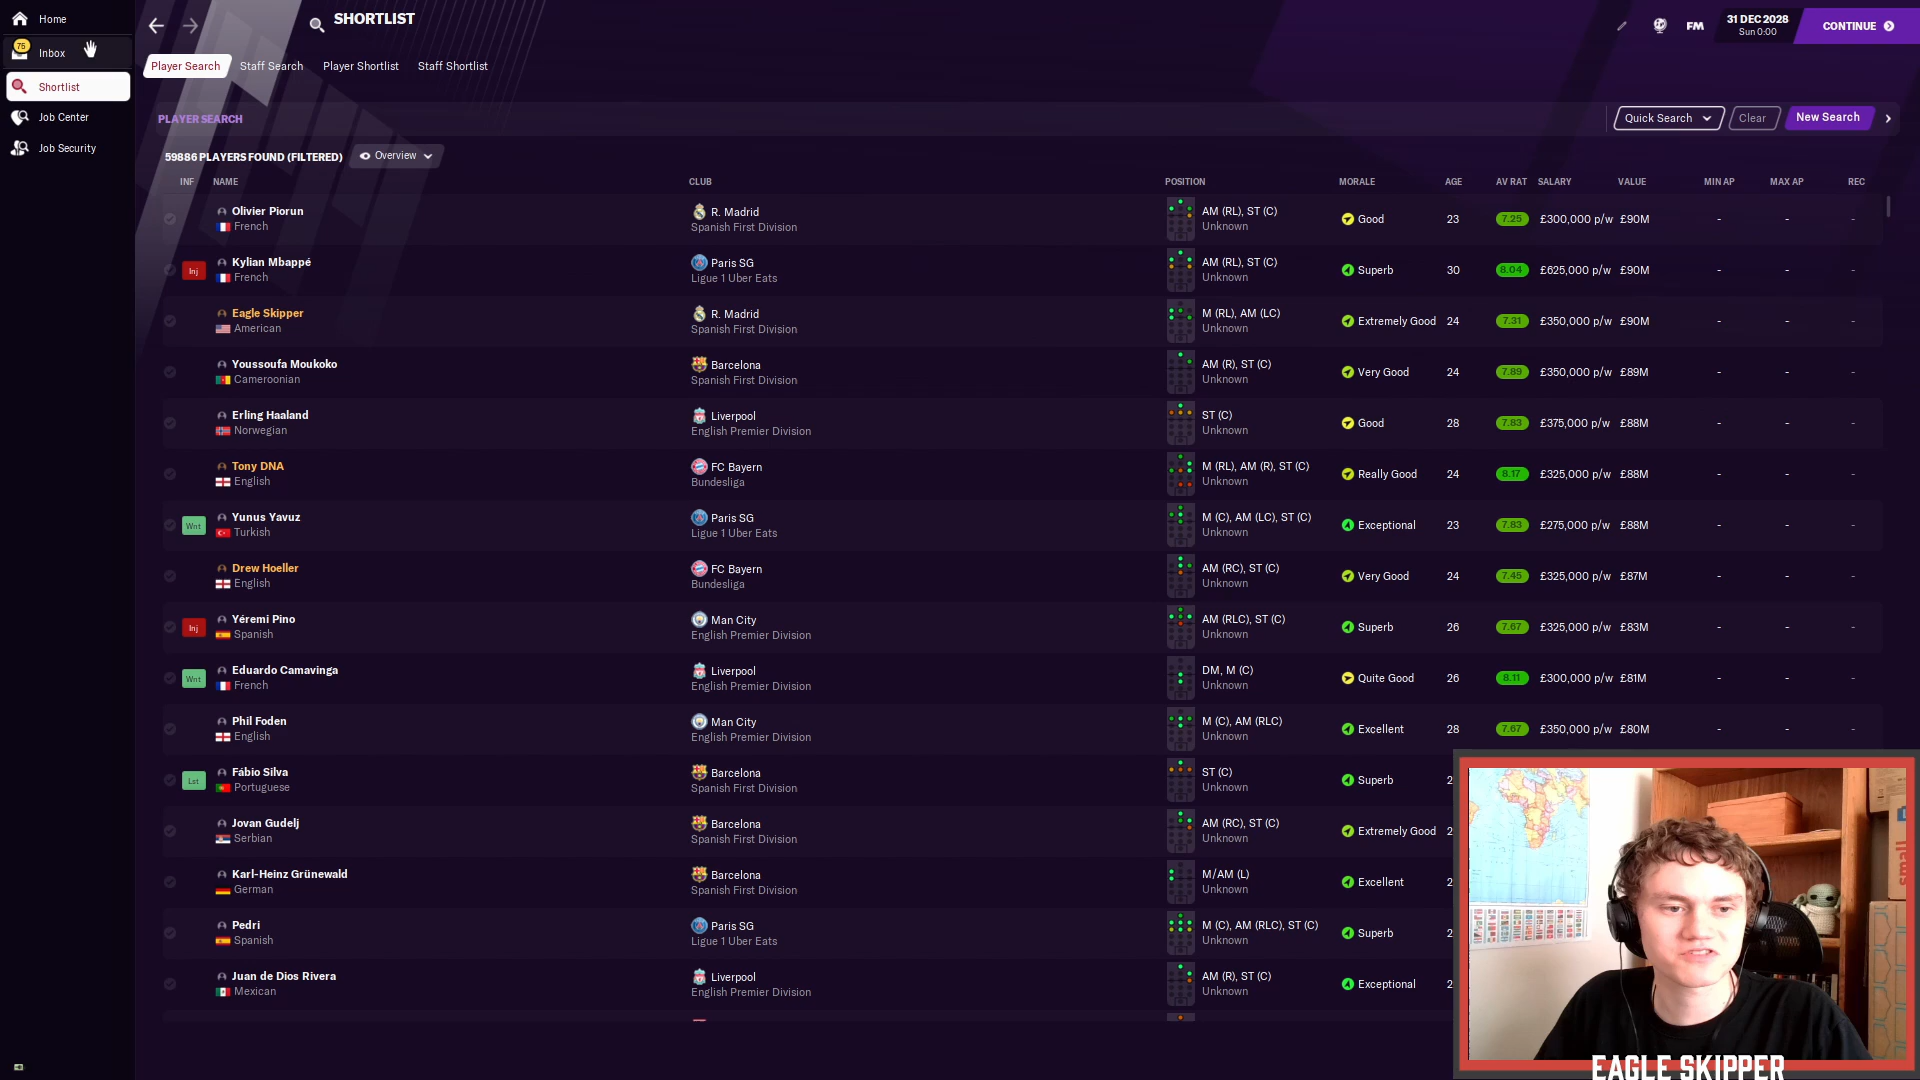 Home
75
Inbox
Shortlist
Job Center
Job Security
SHORTLIST
FM
31 DEC 2028
Sun 0:00
CONTINUE
Player Search
Staff Search
Player Shortlist
Staff Shortlist
PLAYER SEARCH
Quick Search
Clear
New Search
59886 PLAYERS FOUND (FILTERED)
Overview
INF NAME CLUB POSITION MORALE AGE AV RAT SALARY VALUE MIN AP MAX AP REC
Olivier Piorun R. Madrid AM (RL), ST (C) Good 23 7.25 £300,000 p/w £90M - - -
French Spanish First Division Unknown
Inj Kylian Mbappé Paris SG AM (RL), ST (C) Superb 30 8.04 £625,000 p/w £90M - - -
French Ligue 1 Uber Eats Unknown
Eagle Skipper R. Madrid M (RL), AM (LC) Extremely Good 24 7.31 £350,000 p/w £90M - - -
American Spanish First Division Unknown
Youssoufa Moukoko Barcelona AM (R), ST (C) Very Good 24 7.89 £350,000 p/w £89M - - -
Cameroonian Spanish First Division Unknown
Erling Haaland Liverpool ST (C) Good 28 7.83 £375,000 p/w £88M - - -
Norwegian English Premier Division Unknown
Tony DNA FC Bayern M (RL), AM (R), ST (C) Really Good 24 8.17 £325,000 p/w £88M - - -
English Bundesliga Unknown
Wnt Yunus Yavuz Paris SG M (C), AM (LC), ST (C) Exceptional 23 7.83 £275,000 p/w £88M - - -
Turkish Ligue 1 Uber Eats Unknown
Drew Hoeller FC Bayern AM (RC), ST (C) Very Good 24 7.45 £325,000 p/w £87M - - -
English Bundesliga Unknown
Inj Yéremi Pino Man City AM (RLC), ST (C) Superb 26 7.67 £325,000 p/w £83M - - -
Spanish English Premier Division Unknown
Wnt Eduardo Camavinga Liverpool DM, M (C) Quite Good 26 8.11 £300,000 p/w £81M - - -
French English Premier Division Unknown
Phil Foden Man City M (C), AM (RLC) Excellent 28 7.67 £350,000 p/w £80M - - -
English English Premier Division Unknown
Lst Fábio Silva Barcelona ST (C) Superb 2
Portuguese Spanish First Division Unknown
Jovan Gudelj Barcelona AM (RC), ST (C) Extremely Good 2
Serbian Spanish First Division Unknown
Karl-Heinz Grünewald Barcelona M/AM (L) Excellent 2
German Spanish First Division Unknown
Pedri Paris SG M (C), AM (RLC), ST (C) Superb 2
Spanish Ligue 1 Uber Eats Unknown
Juan de Dios Rivera Liverpool AM (R), ST (C) Exceptional 2
Mexican English Premier Division Unknown
EAGLE SKIPPER